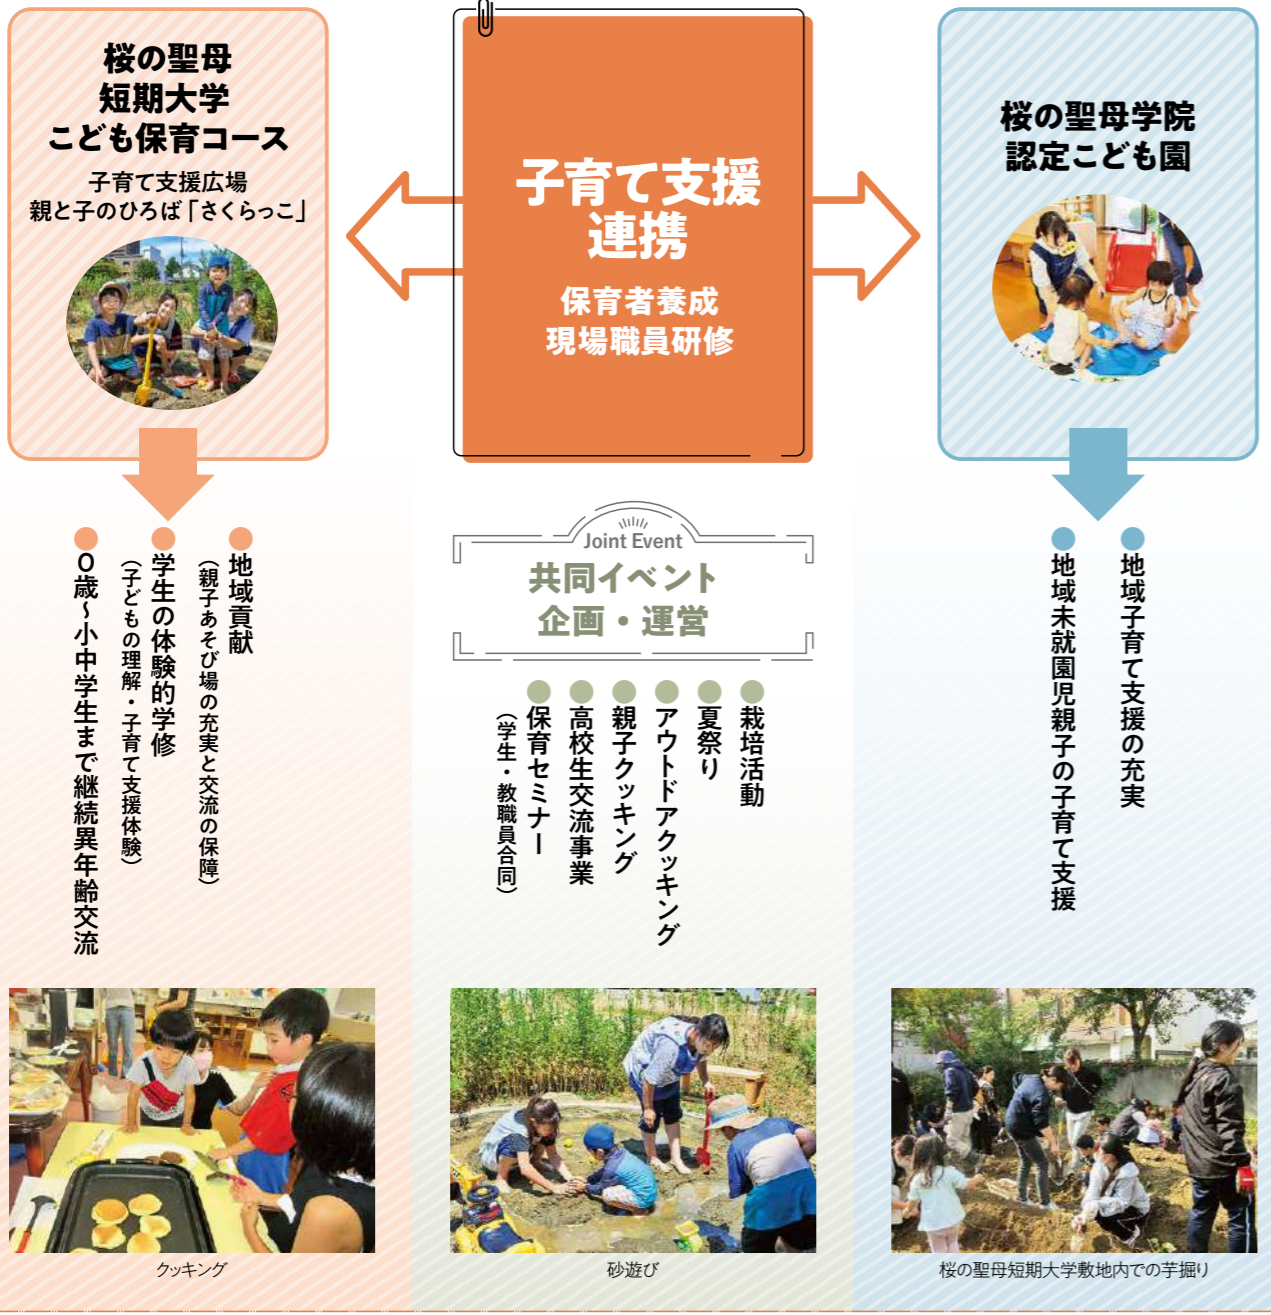 桜の聖母
短期大学
こども保育コース
子育て支援広場
親と子のひろば「さくらっこ」
子育て支援
連携
保育者養成
現場職員研修
桜の聖母学院
認定こども園
●地域貢献
（親子あそび場の充実と交流の保障）
●学生の体験的学修
（子どもの理解・子育て支援体験）
●0歳～小中学生まで継続異年齢交流
Joint Event
共同イベント
企画・運営
●栽培活動
●夏祭り
●アウトドアクッキング
●親子クッキング
●高校生交流事業
●保育セミナー
（学生・教職員合同）
●地域子育て支援の充実
●地域未就園児親子の子育て支援
クッキング
砂遊び
桜の聖母短期大学敷地内での芋掘り